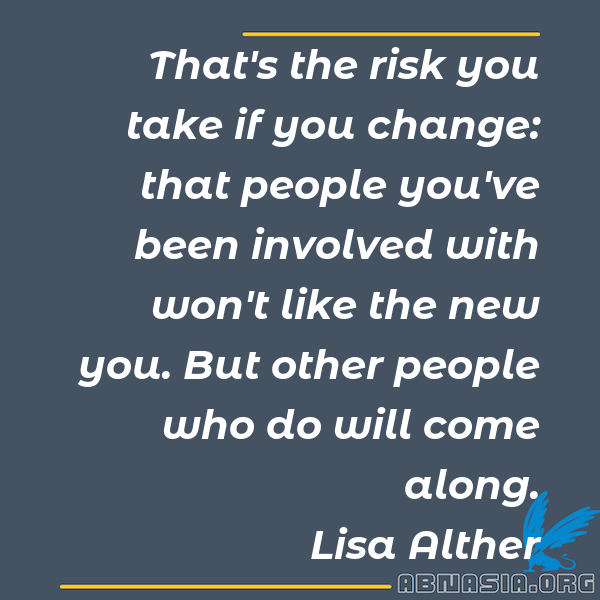 That's the risk you
take if you change:
that people you've
been involved with
won't like the new
you. But other people
who do will come
along.
Lisa Alther
ABNASIA.ORG